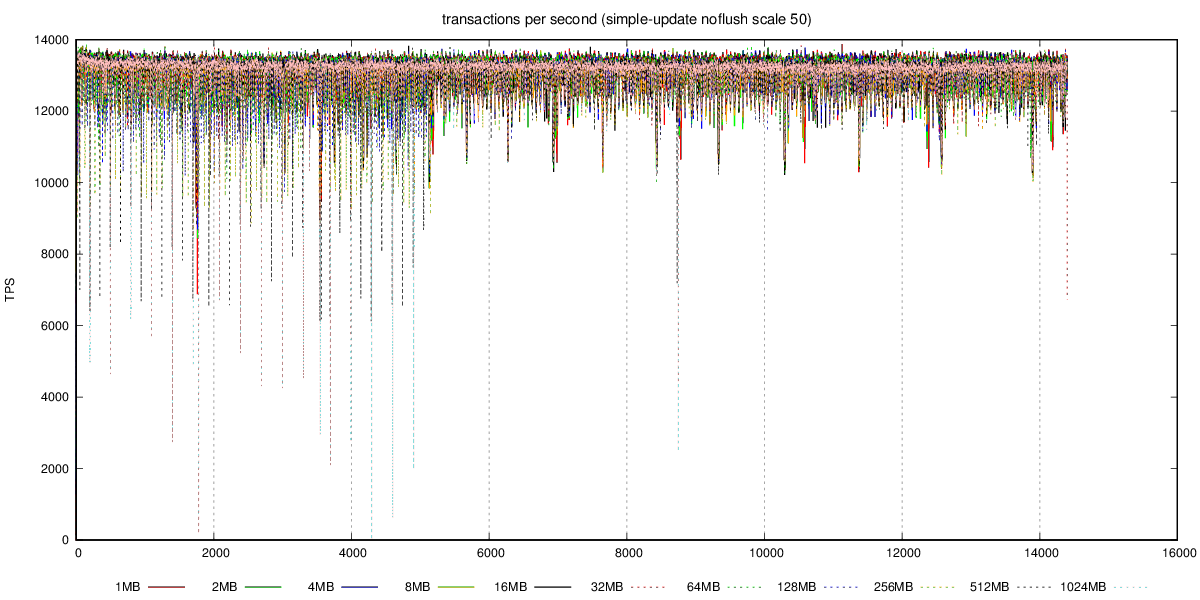 transactions per second (simple-update noflush scale 50)
14000
12000
10000
8000
6000
4000
2000
0
TPS
0 2000 4000 6000 8000 10000 12000 14000 16000
1MB 2MB 4MB 8MB 16MB 32MB 64MB 128MB 256MB 512MB 1024MB